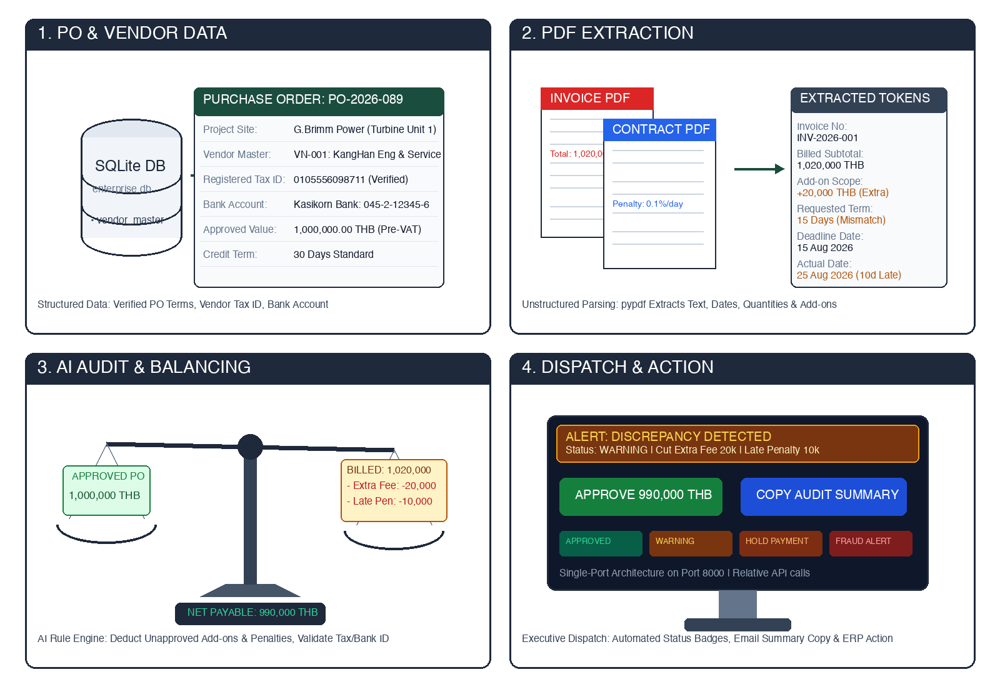 1. PO & VENDOR DATA
SQLite DB
enterprise.db
• vendor_master
PURCHASE ORDER: PO-2026-089
Project Site: G.Brimm Power (Turbine Unit 1)
Vendor Master: VN-001: KangHan Eng & Service
Registered Tax ID: 0105556098711 (Verified)
Bank Account: Kasikorn Bank: 045-2-12345-6
Approved Value: 1,000,000.00 THB (Pre-VAT)
Credit Term: 30 Days Standard
Structured Data: Verified PO Terms, Vendor Tax ID, Bank Account
2. PDF EXTRACTION
INVOICE PDF
Total: 1,020,0
CONTRACT PDF
Penalty: 0.1%/day
EXTRACTED TOKENS
Invoice No:
INV-2026-001
Billed Subtotal:
1,020,000 THB
Add-on Scope:
+20,000 THB (Extra)
Requested Term:
15 Days (Mismatch)
Deadline Date:
15 Aug 2026
Actual Date:
25 Aug 2026 (10d Late)
Unstructured Parsing: pypdf Extracts Text, Dates, Quantities & Add-ons
3. AI AUDIT & BALANCING
APPROVED PO
1,000,000 THB
BILLED: 1,020,000
- Extra Fee: -20,000
- Late Pen: -10,000
NET PAYABLE: 990,000 THB
AI Rule Engine: Deduct Unapproved Add-ons & Penalties, Validate Tax/Bank ID
4. DISPATCH & ACTION
ALERT: DISCREPANCY DETECTED
Status: WARNING | Cut Extra Fee 20k | Late Penalty 10k
APPROVE 990,000 THB
COPY AUDIT SUMMARY
APPROVED
WARNING
HOLD PAYMENT
FRAUD ALERT
Single-Port Architecture on Port 8000 | Relative API calls
Executive Dispatch: Automated Status Badges, Email Summary Copy & ERP Action